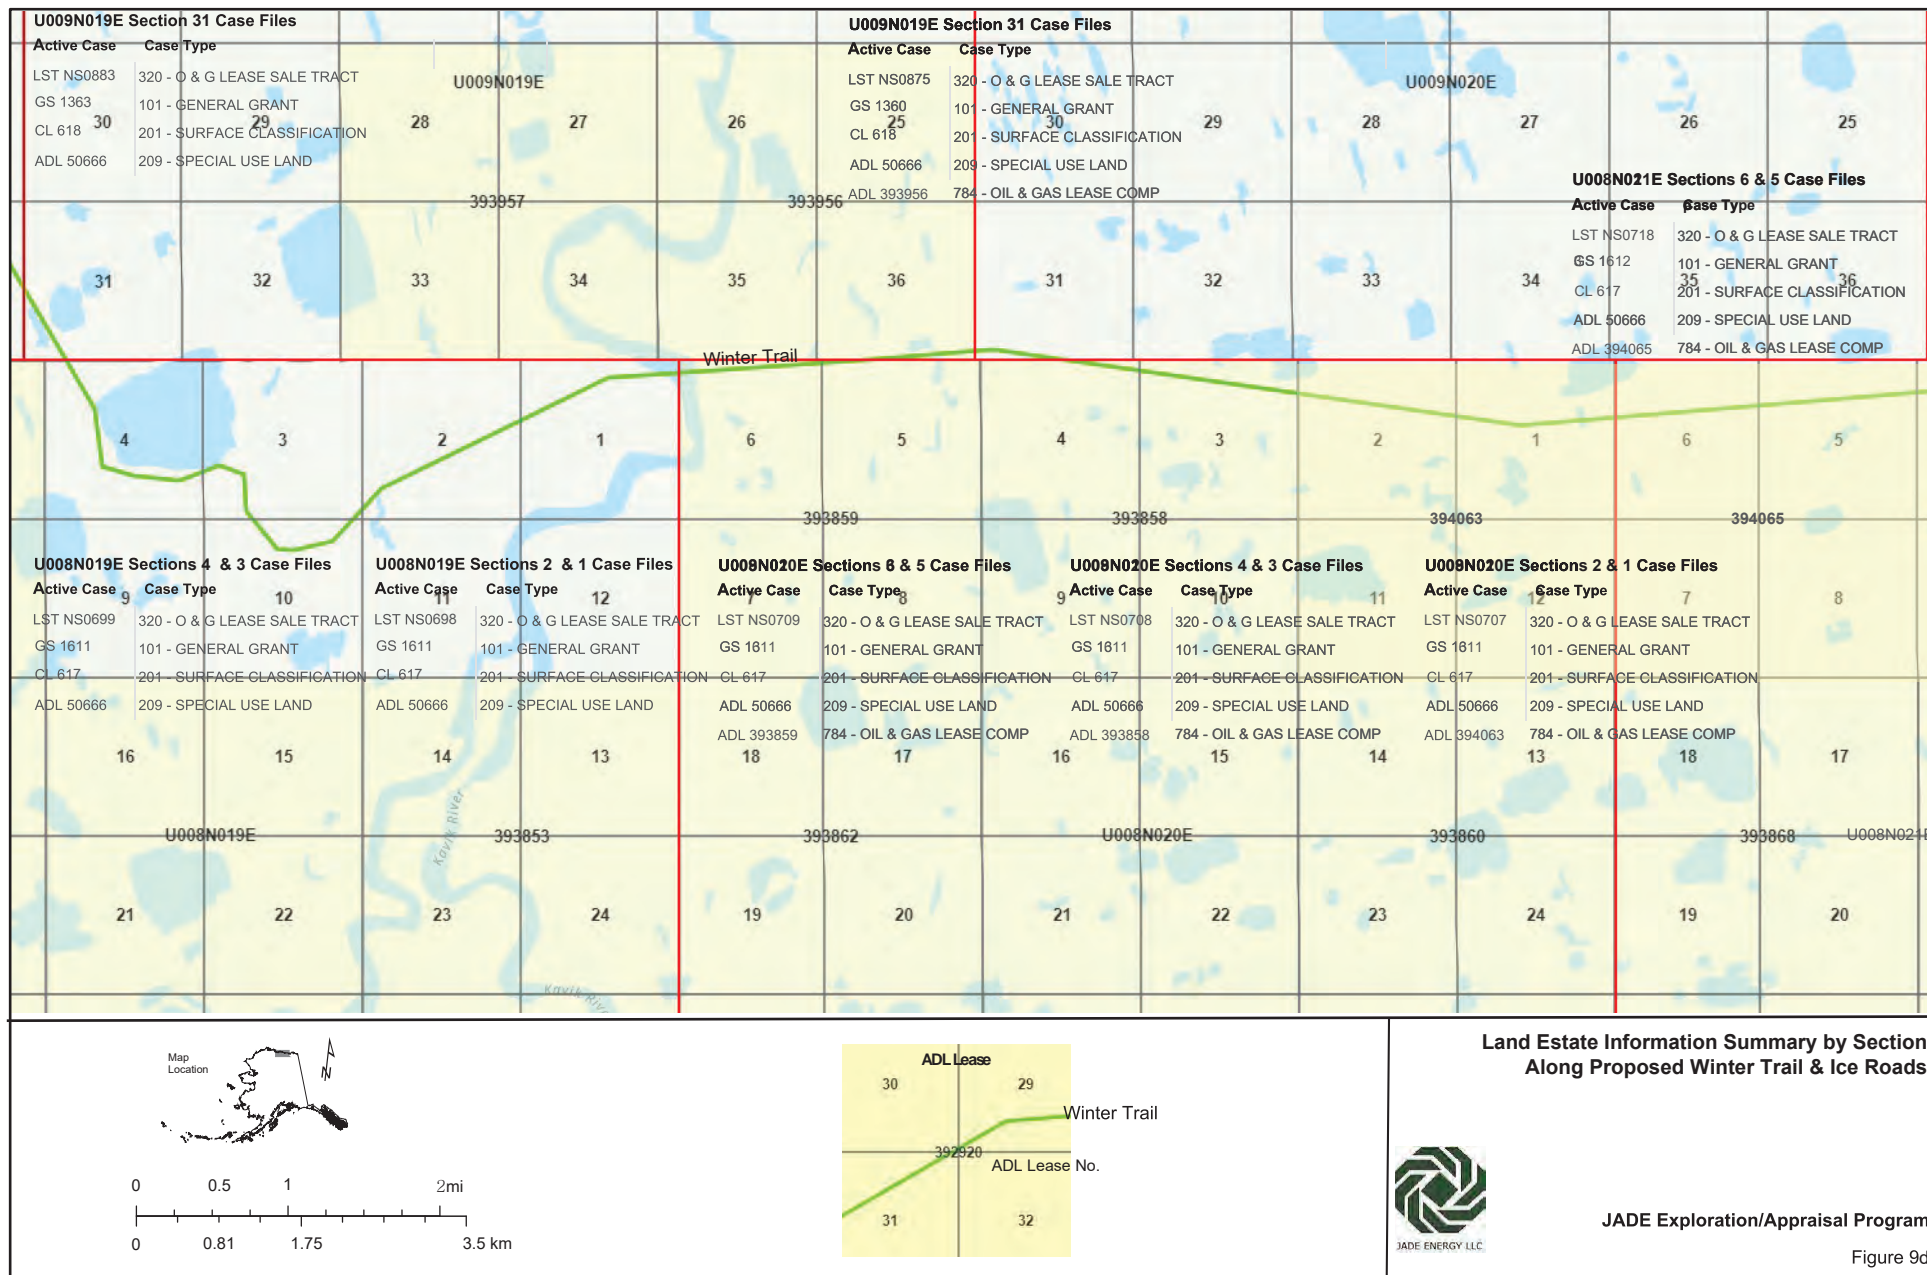 U009N019E Section 31 Case Files
Active Case Case Type
LST NS0883 320 - O & G LEASE SALE TRACT
GS 1363 101 - GENERAL GRANT
CL 618 201 - SURFACE CLASSIFICATION
ADL 50666 209 - SPECIAL USE LAND
U009N019E Section 31 Case Files
Active Case Case Type
LST NS0875 320 - O & G LEASE SALE TRACT
GS 1360 101 - GENERAL GRANT
CL 618 201 - SURFACE CLASSIFICATION
ADL 50666 209 - SPECIAL USE LAND
ADL 393956 784 - OIL & GAS LEASE COMP
U009N019E
U009N020E
30 29 28 27 26 25 30 29 28 27 26 25
U008N021E Sections 6 & 5 Case Files
Active Case Case Type
LST NS0718 320 - O & G LEASE SALE TRACT
GS 1612 101 - GENERAL GRANT
CL 617 201 - SURFACE CLASSIFICATION
ADL 50666 209 - SPECIAL USE LAND
ADL 394065 784 - OIL & GAS LEASE COMP
393957 393956
31 32 33 34 35 36 31 32 33 34 35 36
Winter Trail
4 3 2 1 6 5 4 3 2 1 6 5
393859 393858 394063 394065
U008N019E Sections 4 & 3 Case Files
Active Case Case Type
LST NS0699 320 - O & G LEASE SALE TRACT
GS 1611 101 - GENERAL GRANT
CL 617 201 - SURFACE CLASSIFICATION
ADL 50666 209 - SPECIAL USE LAND
U008N019E Sections 2 & 1 Case Files
Active Case Case Type
LST NS0698 320 - O & G LEASE SALE TRACT
GS 1611 101 - GENERAL GRANT
CL 617 201 - SURFACE CLASSIFICATION
ADL 50666 209 - SPECIAL USE LAND
U008N020E Sections 6 & 5 Case Files
Active Case Case Type
LST NS0709 320 - O & G LEASE SALE TRACT
GS 1611 101 - GENERAL GRANT
CL 617 201 - SURFACE CLASSIFICATION
ADL 50666 209 - SPECIAL USE LAND
ADL 393859 784 - OIL & GAS LEASE COMP
U008N020E Sections 4 & 3 Case Files
Active Case Case Type
LST NS0708 320 - O & G LEASE SALE TRACT
GS 1611 101 - GENERAL GRANT
CL 617 201 - SURFACE CLASSIFICATION
ADL 50666 209 - SPECIAL USE LAND
ADL 393858 784 - OIL & GAS LEASE COMP
U008N020E Sections 2 & 1 Case Files
Active Case Case Type
LST NS0707 320 - O & G LEASE SALE TRACT
GS 1611 101 - GENERAL GRANT
CL 617 201 - SURFACE CLASSIFICATION
ADL 50666 209 - SPECIAL USE LAND
ADL 394063 784 - OIL & GAS LEASE COMP
9 10 11 12 7 8 9 10 11 12 7 8
16 15 14 13 18 17 16 15 14 13 18 17
Kavik River
U008N019E 393853 393862 U008N020E 393860 393868 U008N021E
21 22 23 24 19 20 21 22 23 24 19 20
Kavik River
Map
Location
N
0 0.5 1 2mi
0 0.81 1.75 3.5 km
ADL Lease
30 29
Winter Trail
392920
ADL Lease No.
31 32
Land Estate Information Summary by Section
Along Proposed Winter Trail & Ice Roads
JADE ENERGY LLC
JADE Exploration/Appraisal Program
Figure 9d